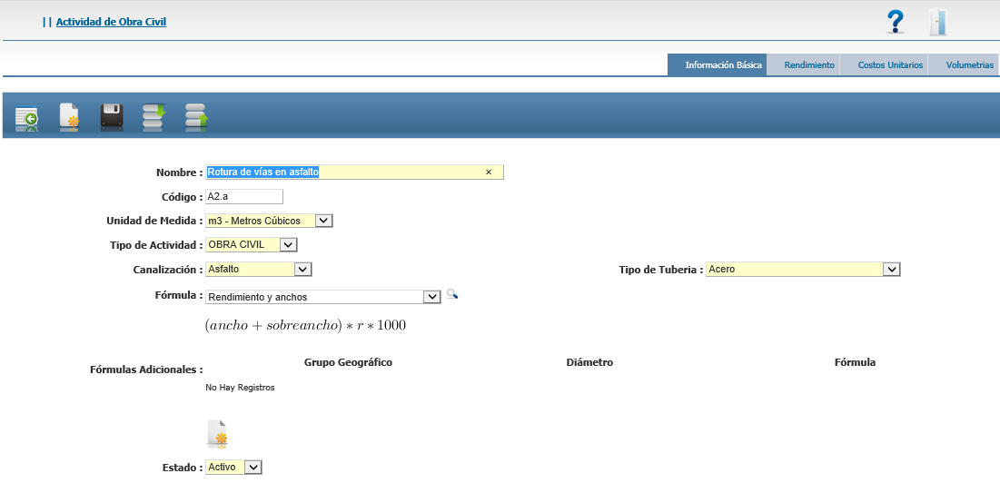 || Actividad de Obra Civil
?
Información Básica Rendimiento Costos Unitarios Volumetrias
Nombre : Rotura de vías en asfalto ×
Código : A2.a
Unidad de Medida : m3 - Metros Cúbicos
Tipo de Actividad : OBRA CIVIL
Canalización : Asfalto Tipo de Tuberia : Acero
Fórmula : Rendimiento y anchos
(ancho + sobreancho) * r * 1000
Fórmulas Adicionales : Grupo Geográfico Diámetro Fórmula
No Hay Registros
Estado : Activo